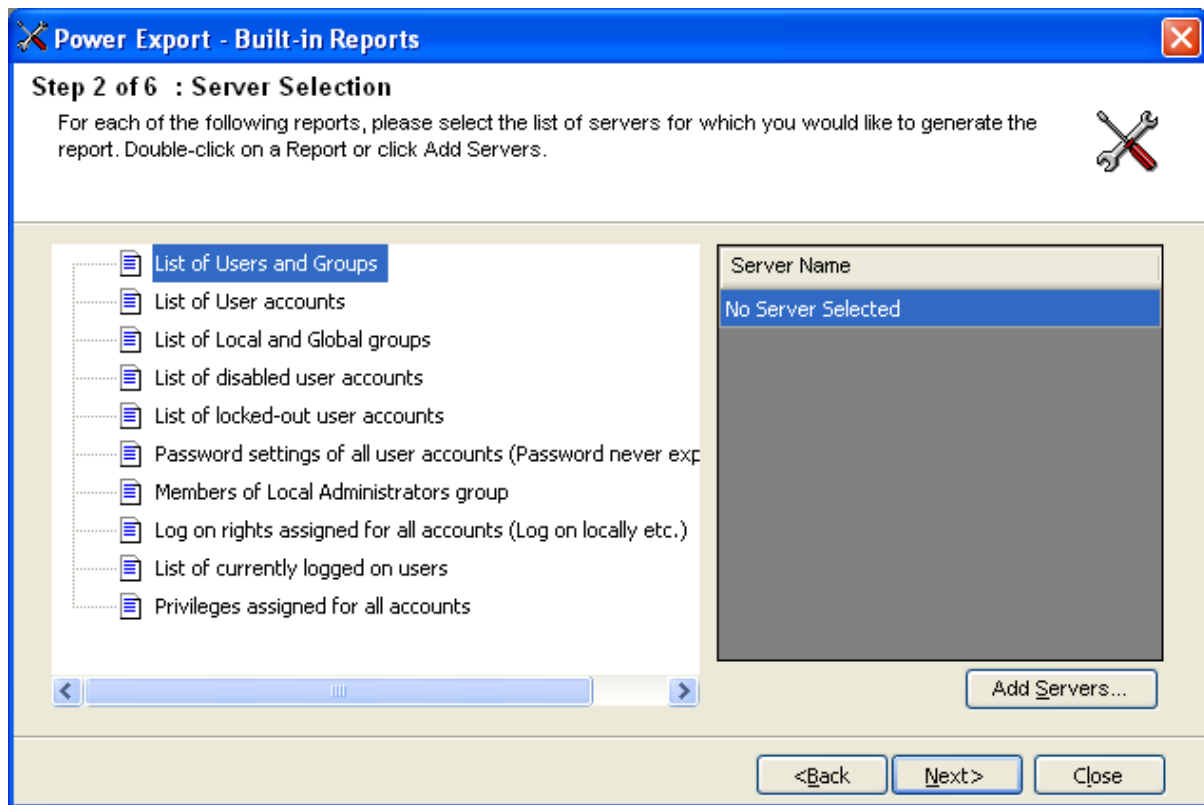 Power Export - Built-in Reports
Step 2 of 6 : Server Selection
For each of the following reports, please select the list of servers for which you would like to generate the
report. Double-click on a Report or click Add Servers.
List of Users and Groups
List of User accounts
List of Local and Global groups
List of disabled user accounts
List of locked-out user accounts
Password settings of all user accounts (Password never exp
Members of Local Administrators group
Log on rights assigned for all accounts (Log on locally etc.)
List of currently logged on users
Privileges assigned for all accounts
Server Name
No Server Selected
Add Servers...
<Back
Next>
Close